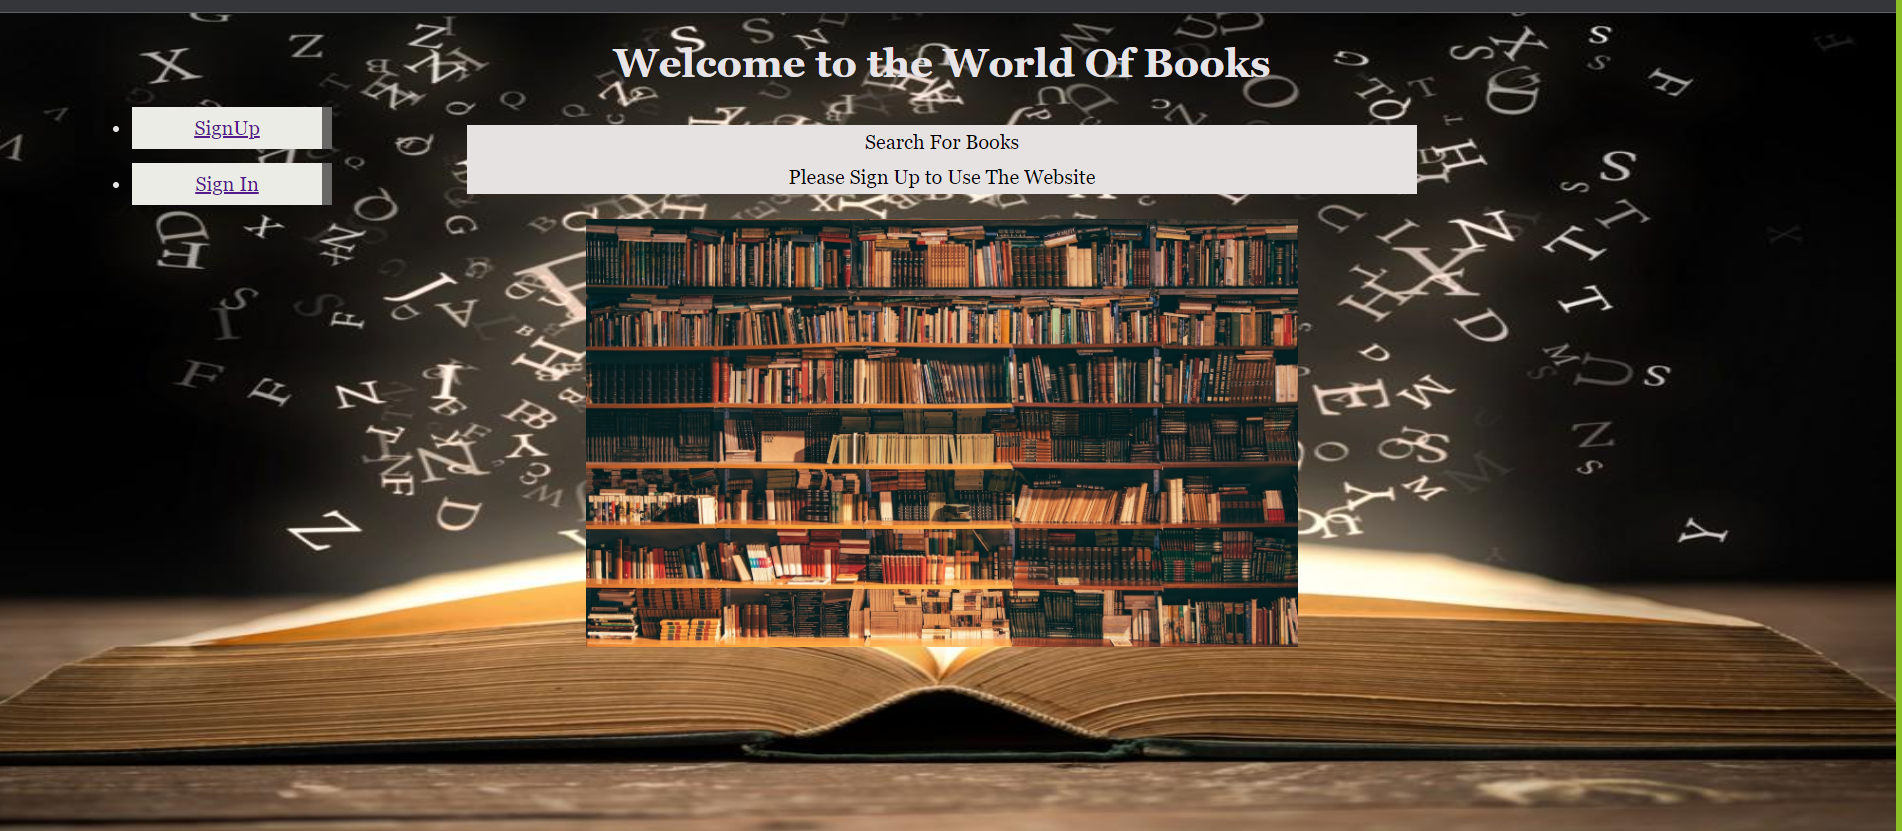 Welcome to the World Of Books
SignUp
Sign In
Search For Books
Please Sign Up to Use The Website